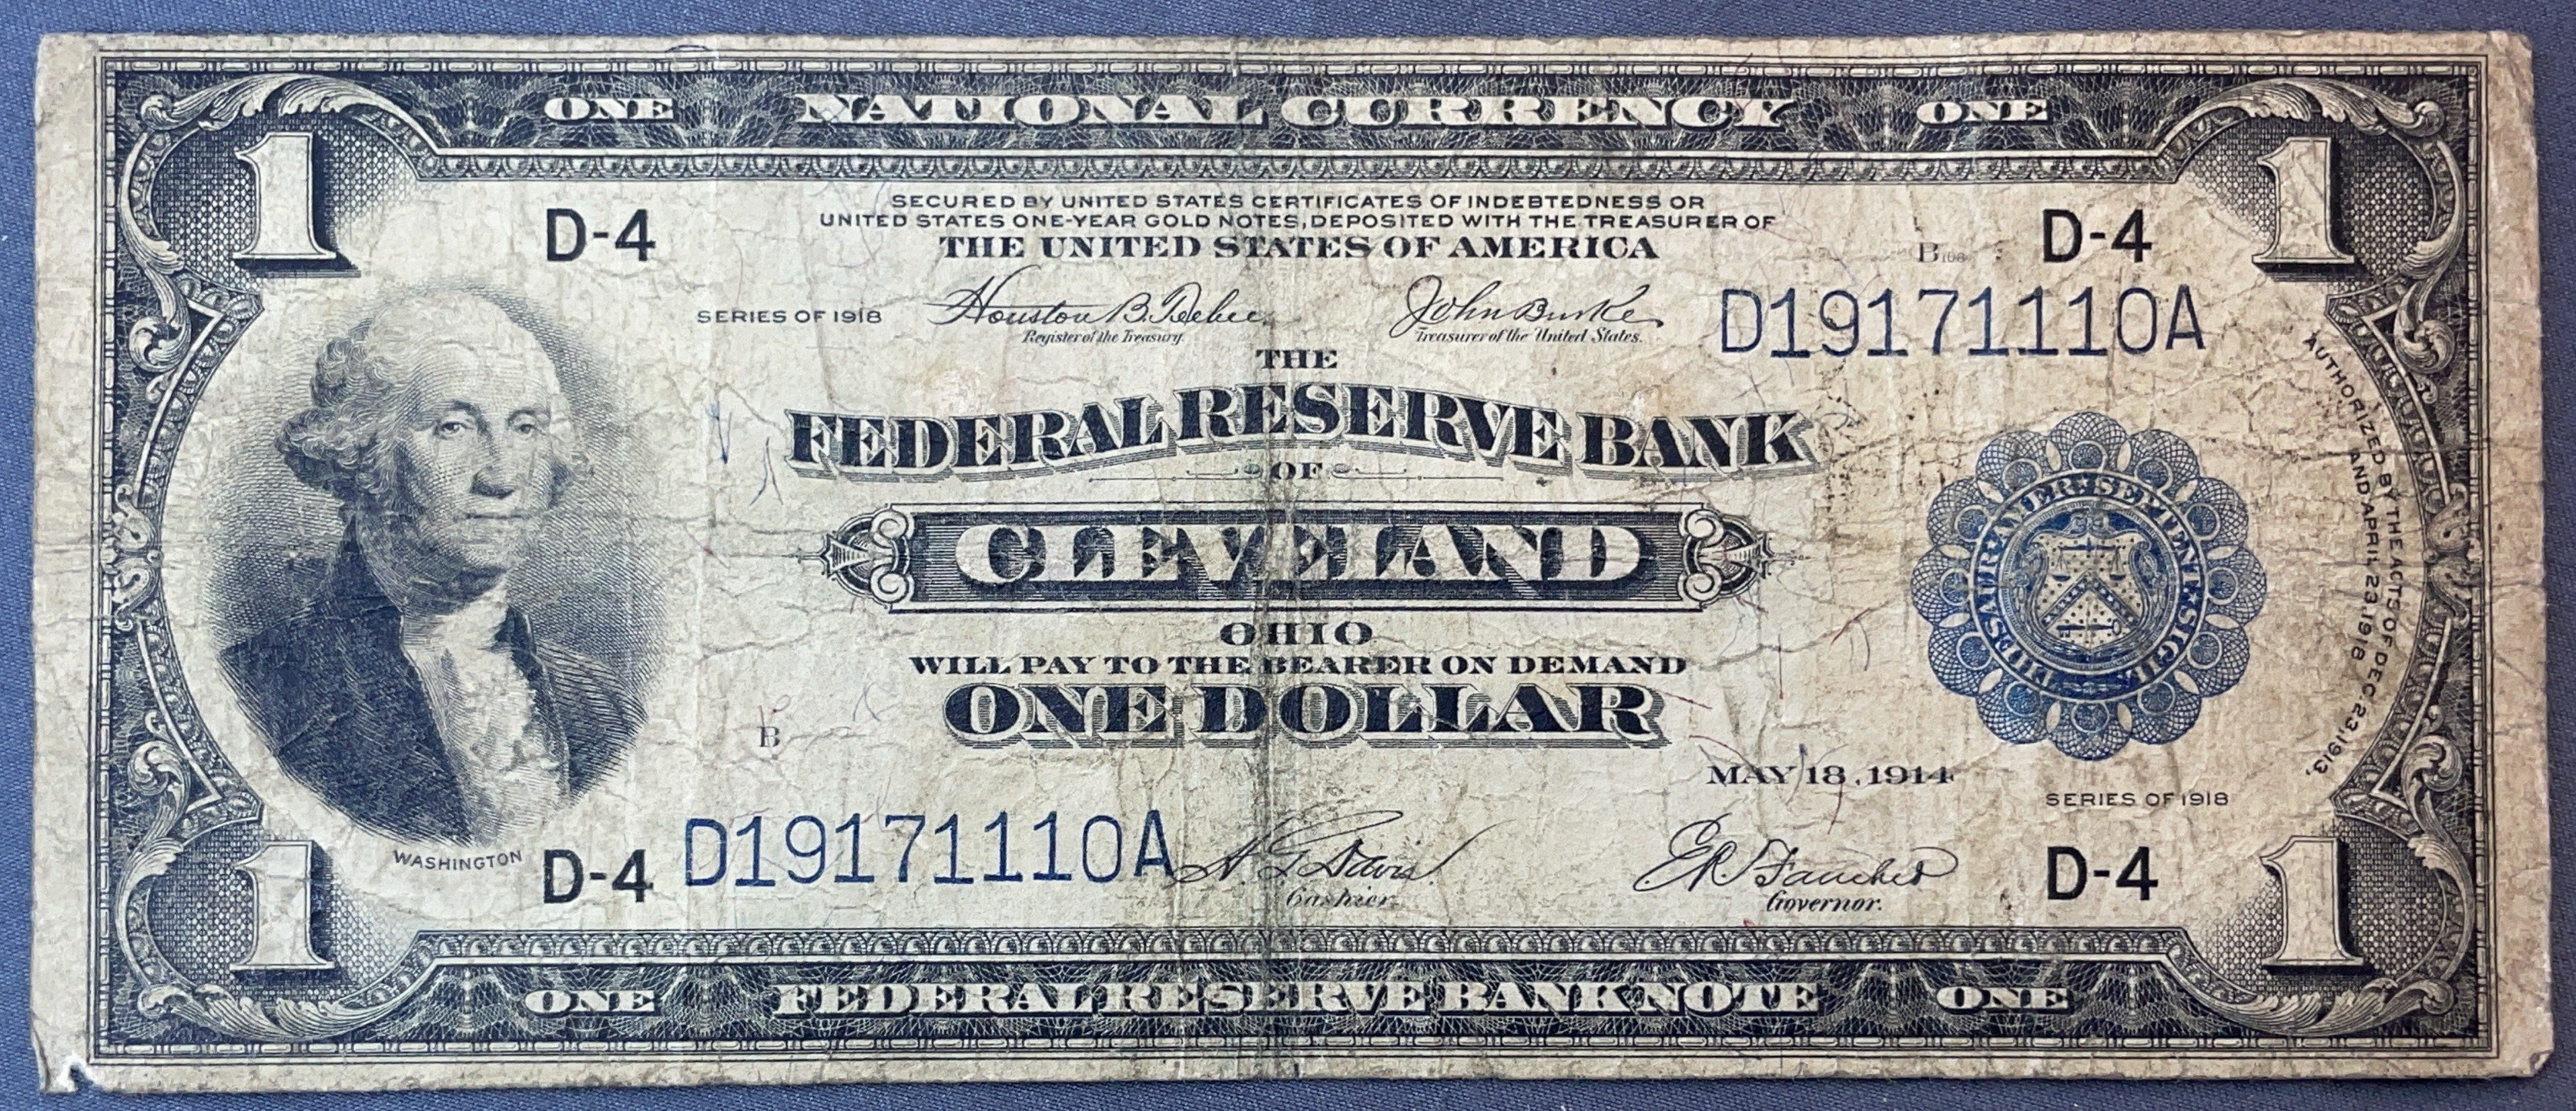 ONE NATIONAL CURRENCY ONE
1 1
SECURED BY UNITED STATES CERTIFICATES OF INDEBTEDNESS OR
UNITED STATES ONE-YEAR GOLD NOTES, DEPOSITED WITH THE TREASURER OF
THE UNITED STATES OF AMERICA
D-4 D-4
SERIES OF 1918 Houston B. Teehee John Burke D19171110A
Register of the Treasury. Treasurer of the United States.
THE
FEDERAL RESERVE BANK
OF
CLEVELAND
OHIO
WILL PAY TO THE BEARER ON DEMAND
ONE DOLLAR
B
MAY 18, 1914
AUTHORIZED BY THE ACTS OF DEC. 23, 1913,
AND APRIL 23, 1918
SERIES OF 1918
WASHINGTON D-4 D19171110A D-4
Cashier. Governor.
1 1
ONE FEDERAL RESERVE BANK NOTE ONE